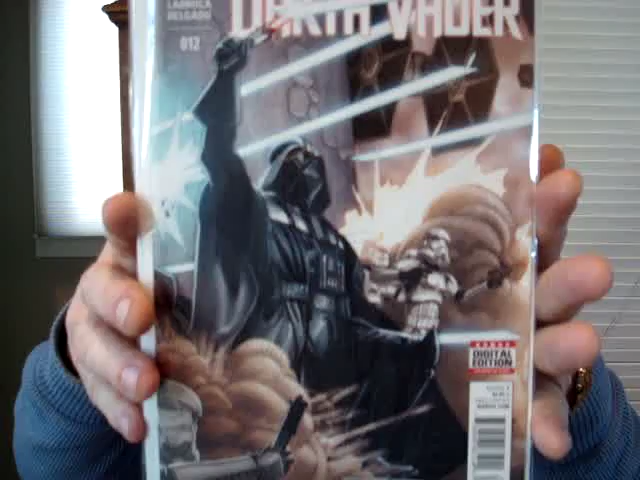 LARROCA
DELGADO
DARTH VADER
012
DIGITAL
EDITION